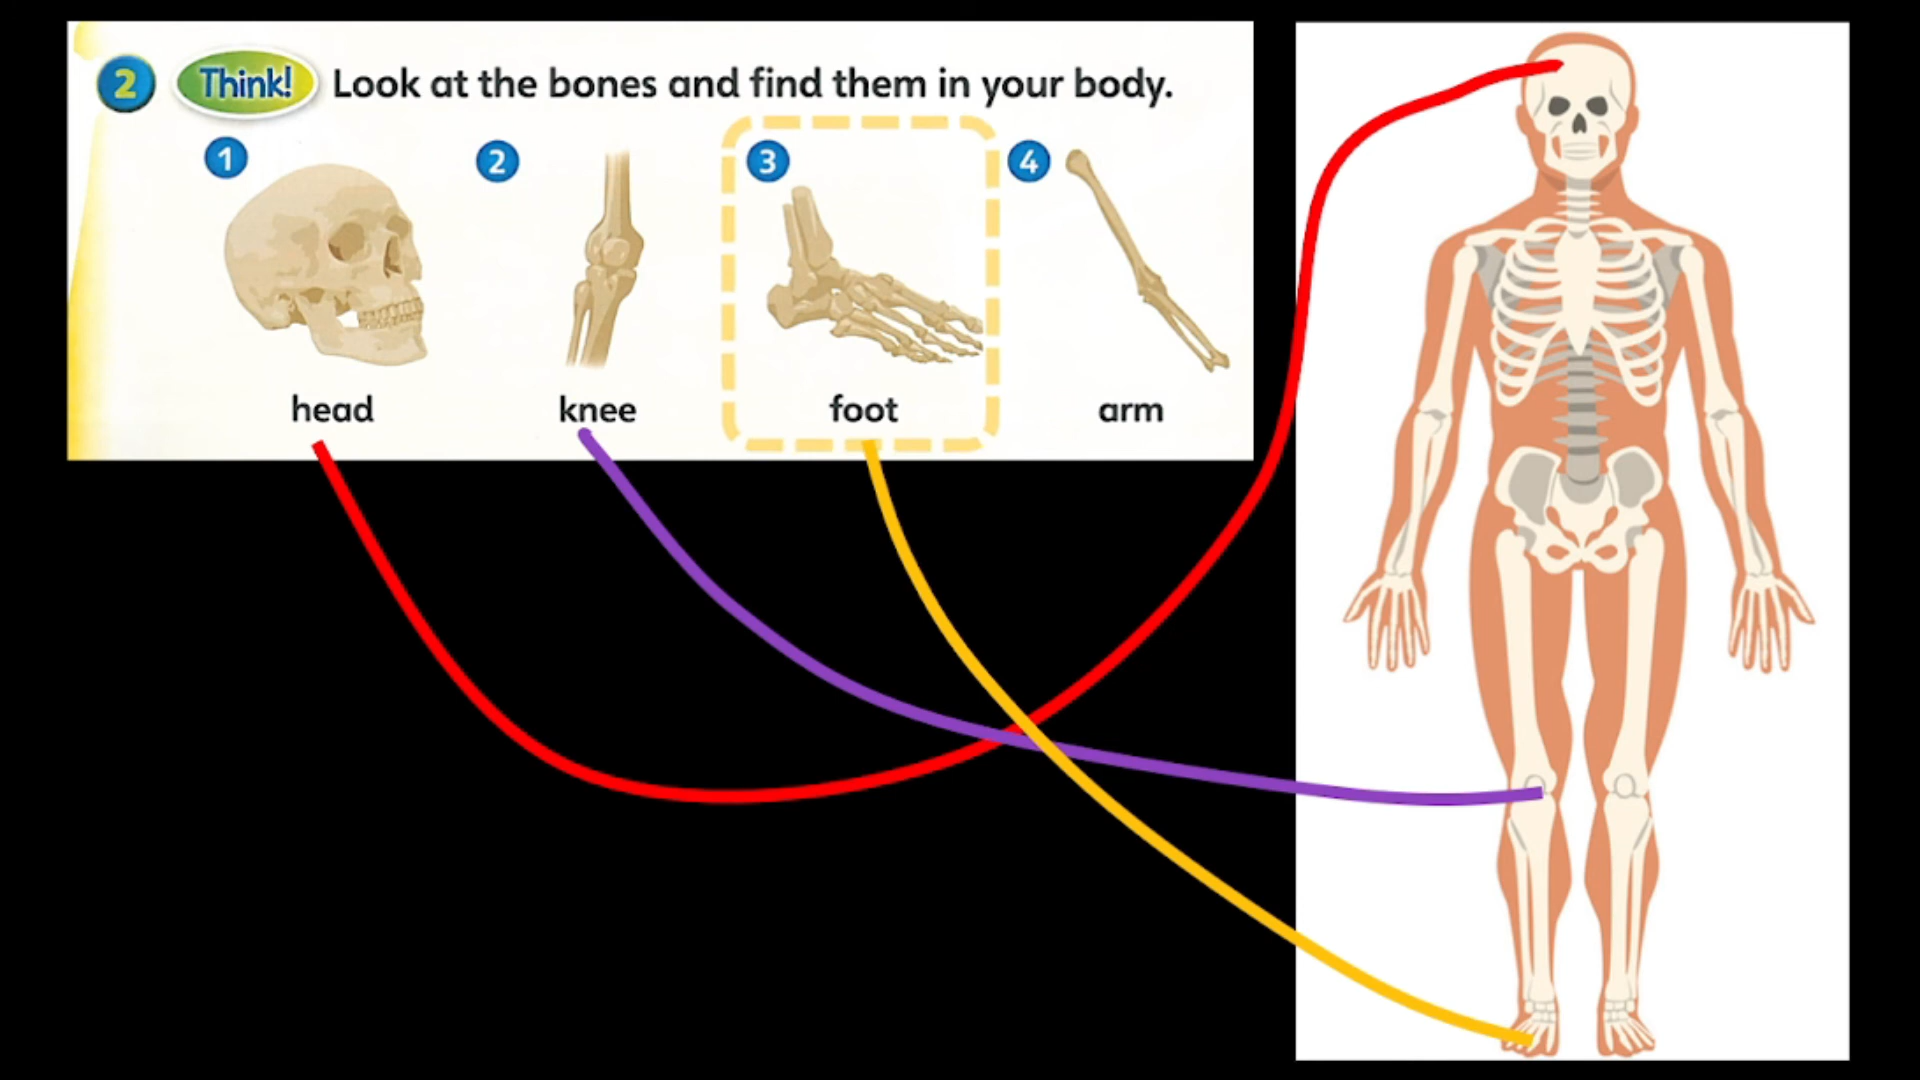 2 Think! Look at the bones and find them in your body.
1 2 3 4
head knee foot arm